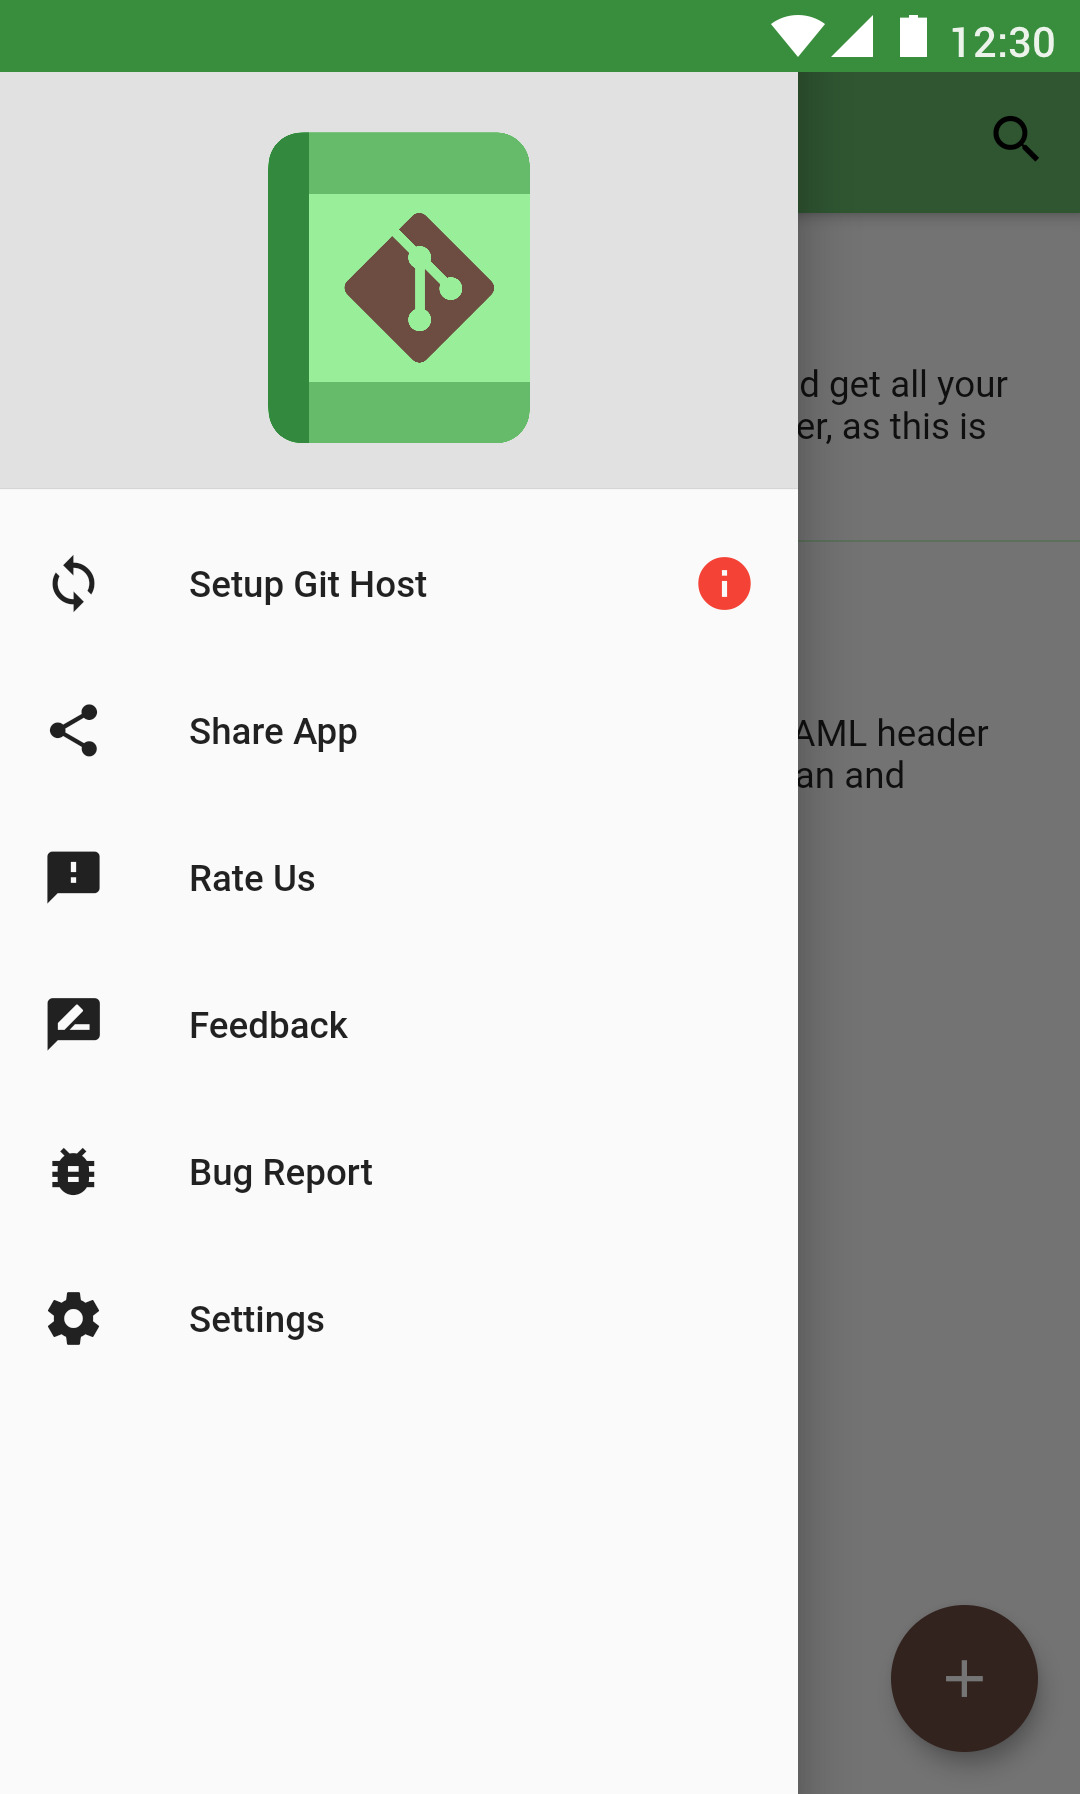 12:30
d get all your
er, as this is
Setup Git Host
Share App
AML header
an and
Rate Us
Feedback
Bug Report
Settings